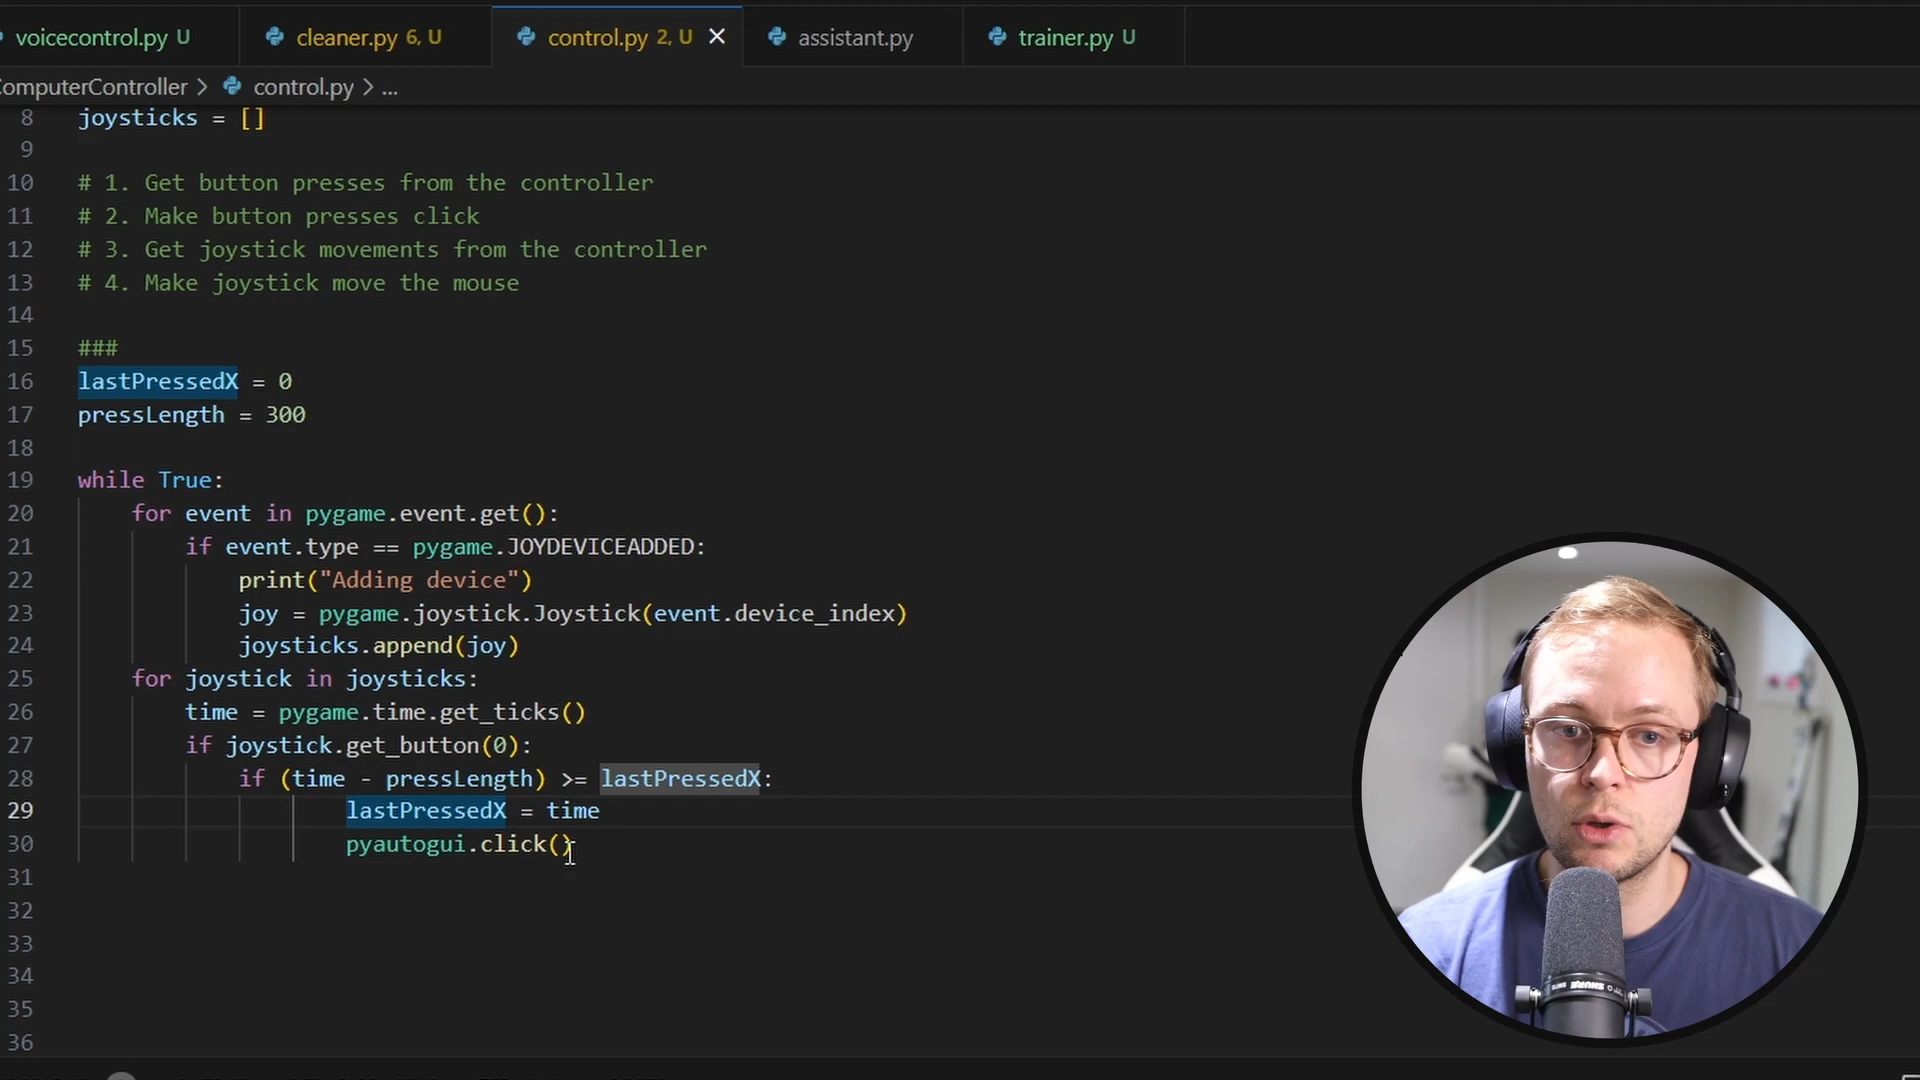 voicecontrol.py U cleaner.py 6, U control.py 2, U assistant.py trainer.py U
omputerController control.py ...
8 joysticks = []
9
10 # 1. Get button presses from the controller
11 # 2. Make button presses click
12 # 3. Get joystick movements from the controller
13 # 4. Make joystick move the mouse
14
15 ###
16 lastPressedX = 0
17 pressLength = 300
18
19 while True:
20 for event in pygame.event.get():
21 if event.type == pygame.JOYDEVICEADDED:
22 print("Adding device")
23 joy = pygame.joystick.Joystick(event.device_index)
24 joysticks.append(joy)
25 for joystick in joysticks:
26 time = pygame.time.get_ticks()
27 if joystick.get_button(0):
28 if (time - pressLength) >= lastPressedX:
29 lastPressedX = time
30 pyautogui.click()
31
32
33
34
35
36